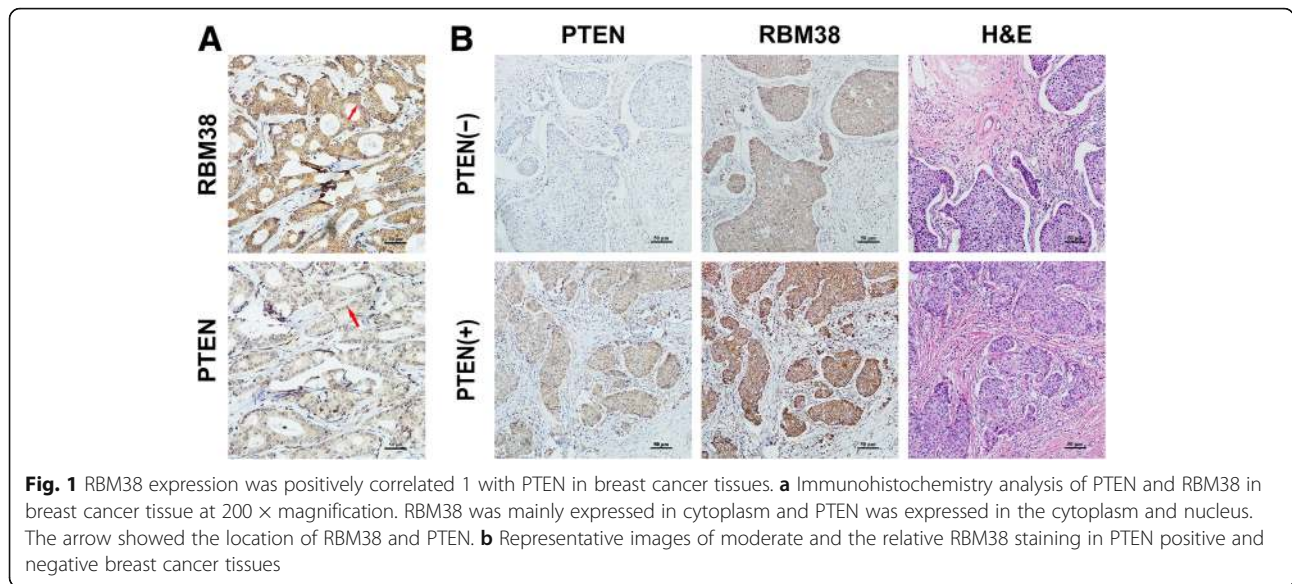 A
B
PTEN
RBM38
H&E
RBM38
PTEN(−)
PTEN
PTEN(+)
Fig. 1 RBM38 expression was positively correlated 1 with PTEN in breast cancer tissues. a Immunohistochemistry analysis of PTEN and RBM38 in
breast cancer tissue at 200 × magnification. RBM38 was mainly expressed in cytoplasm and PTEN was expressed in the cytoplasm and nucleus.
The arrow showed the location of RBM38 and PTEN. b Representative images of moderate and the relative RBM38 staining in PTEN positive and
negative breast cancer tissues